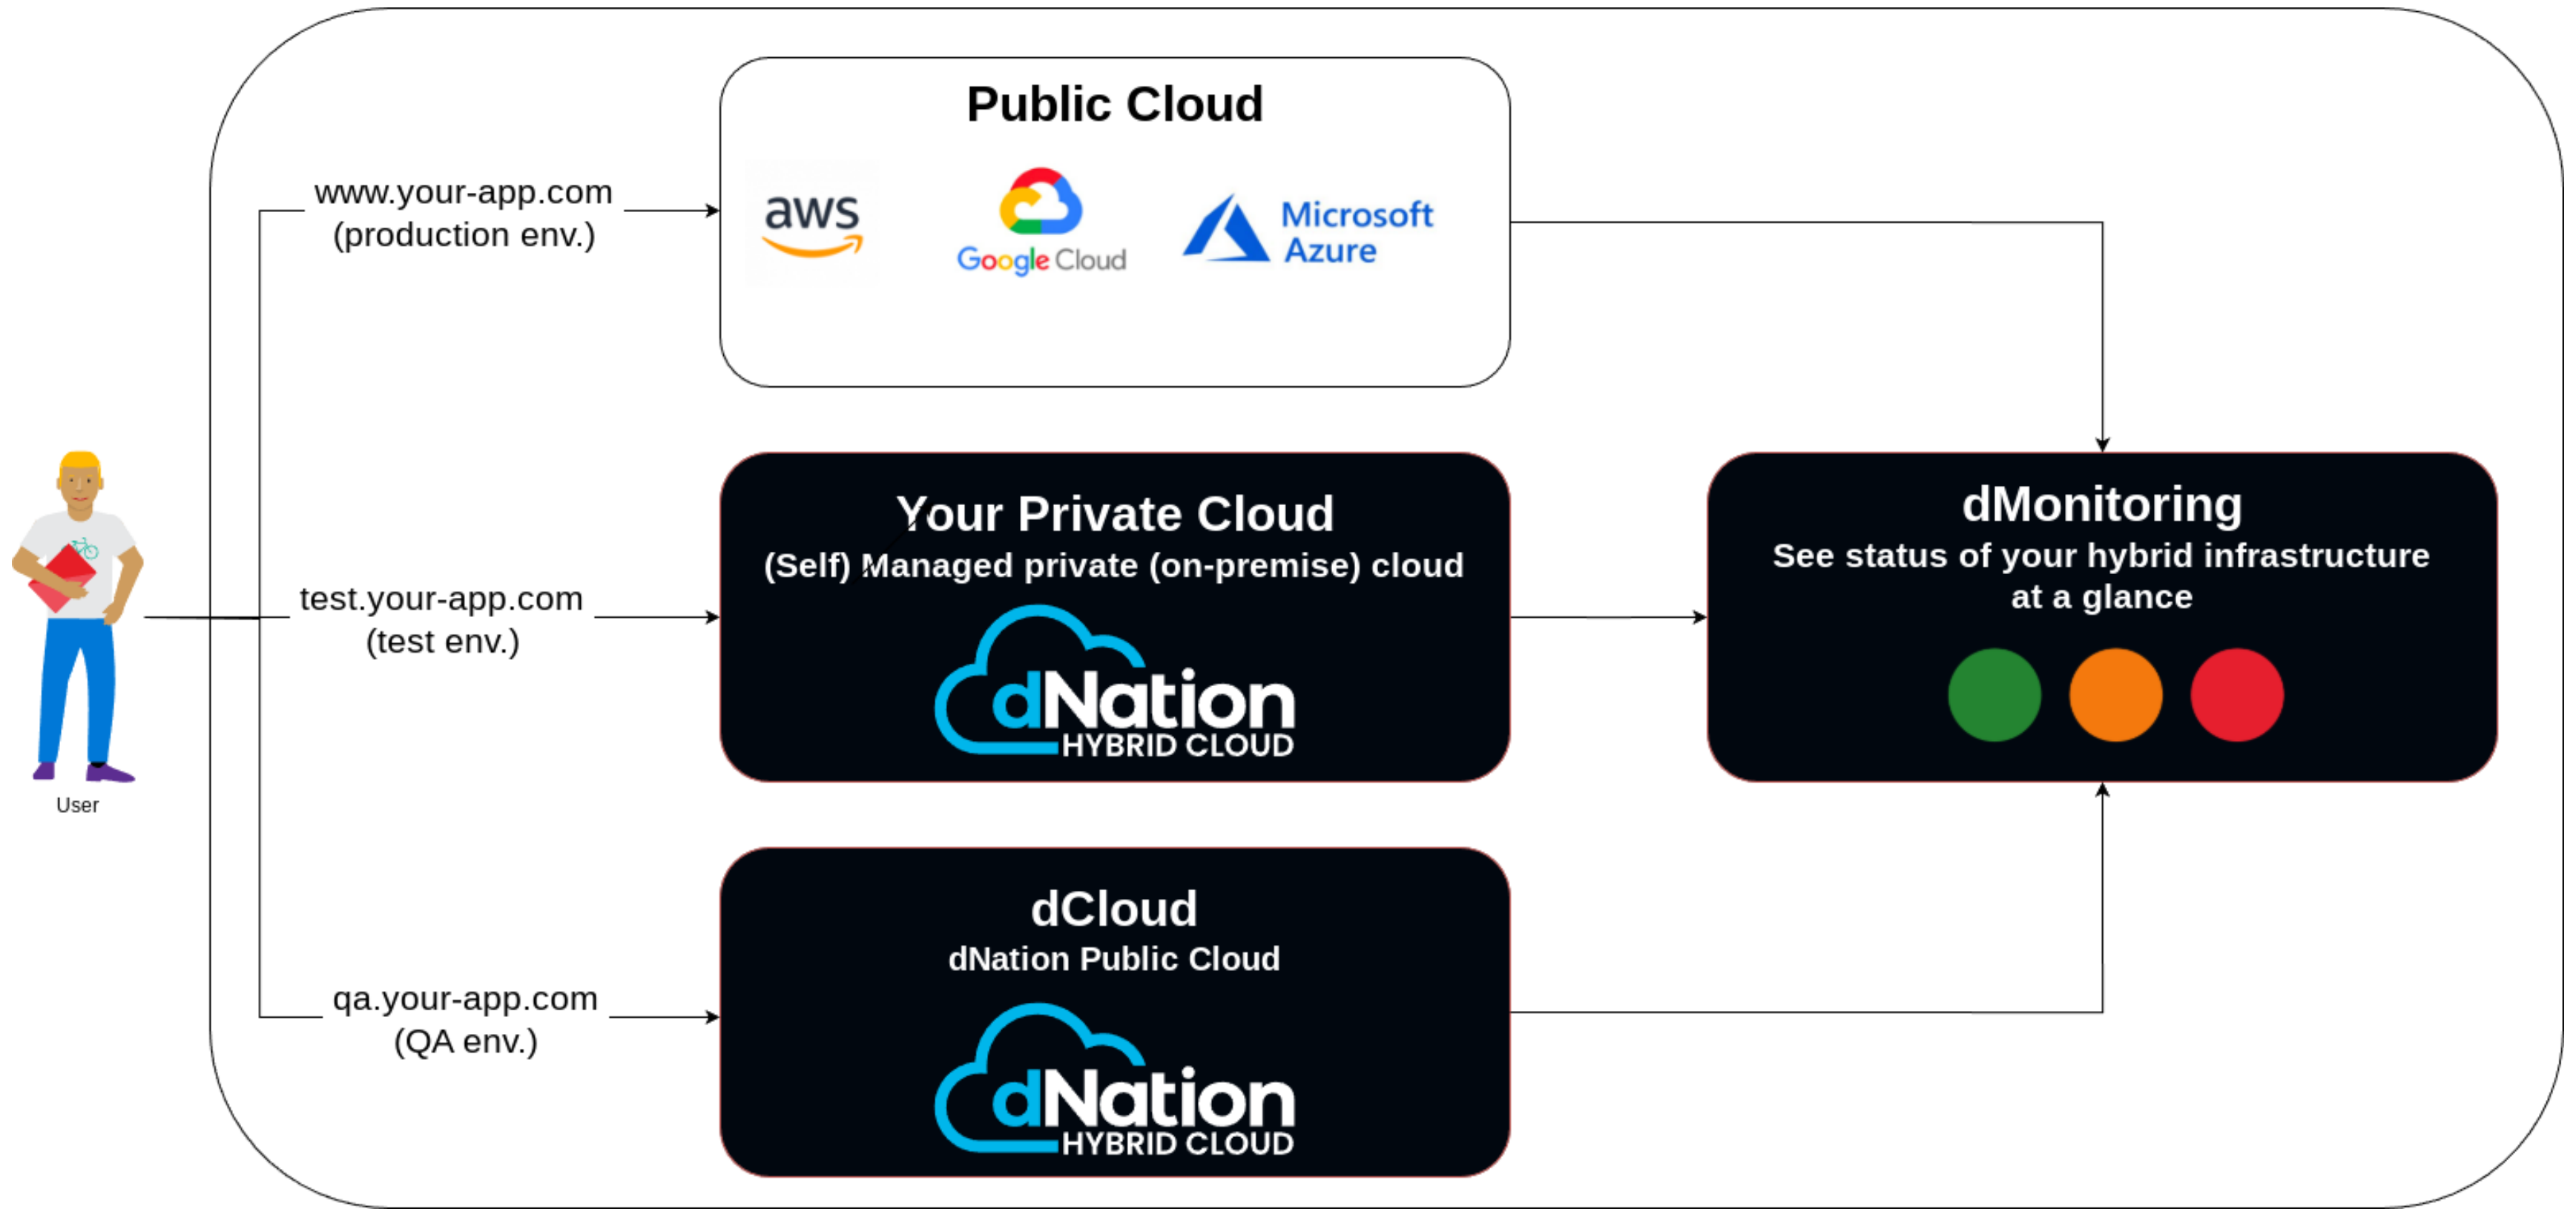 Public Cloud
aws
Google Cloud
Microsoft
Azure
www.your-app.com
(production env.)
Your Private Cloud
(Self) Managed private (on-premise) cloud
dNation
HYBRID CLOUD
test.your-app.com
(test env.)
User
dMonitoring
See status of your hybrid infrastructure
at a glance
dCloud
dNation Public Cloud
dNation
HYBRID CLOUD
qa.your-app.com
(QA env.)